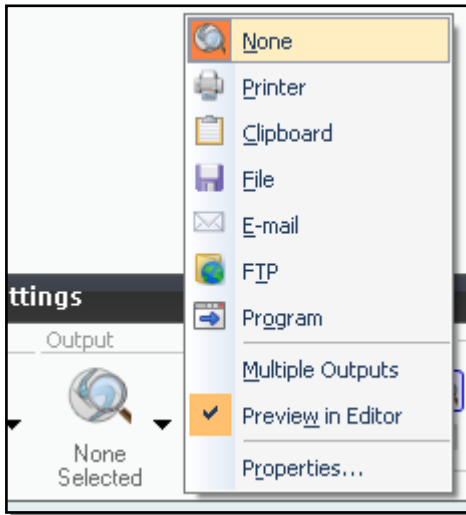 None
Printer
Clipboard
File
E-mail
FTP
Program
Multiple Outputs
Preview in Editor
Properties...
ttings
Output
None
Selected